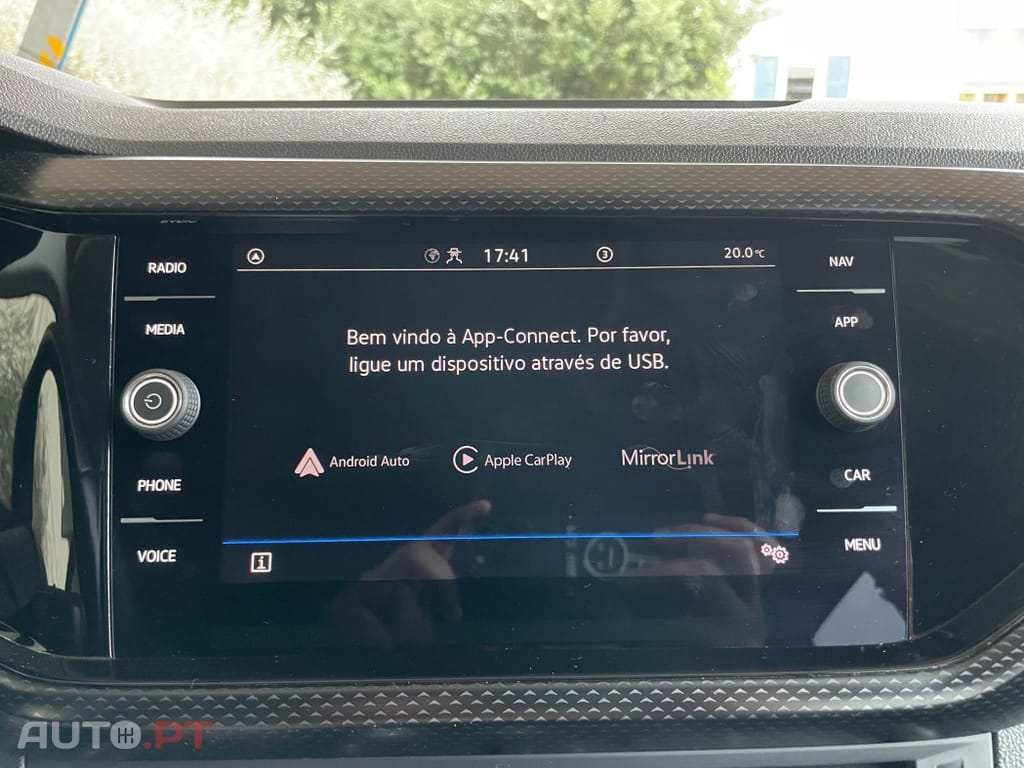 17:41
3
20.0°C
RADIO
MEDIA
PHONE
VOICE
Bem vindo à App-Connect. Por favor,
ligue um dispositivo através de USB.
Android Auto
Apple CarPlay
MirrorLink
i
NAV
APP
CAR
MENU
AUTO.PT